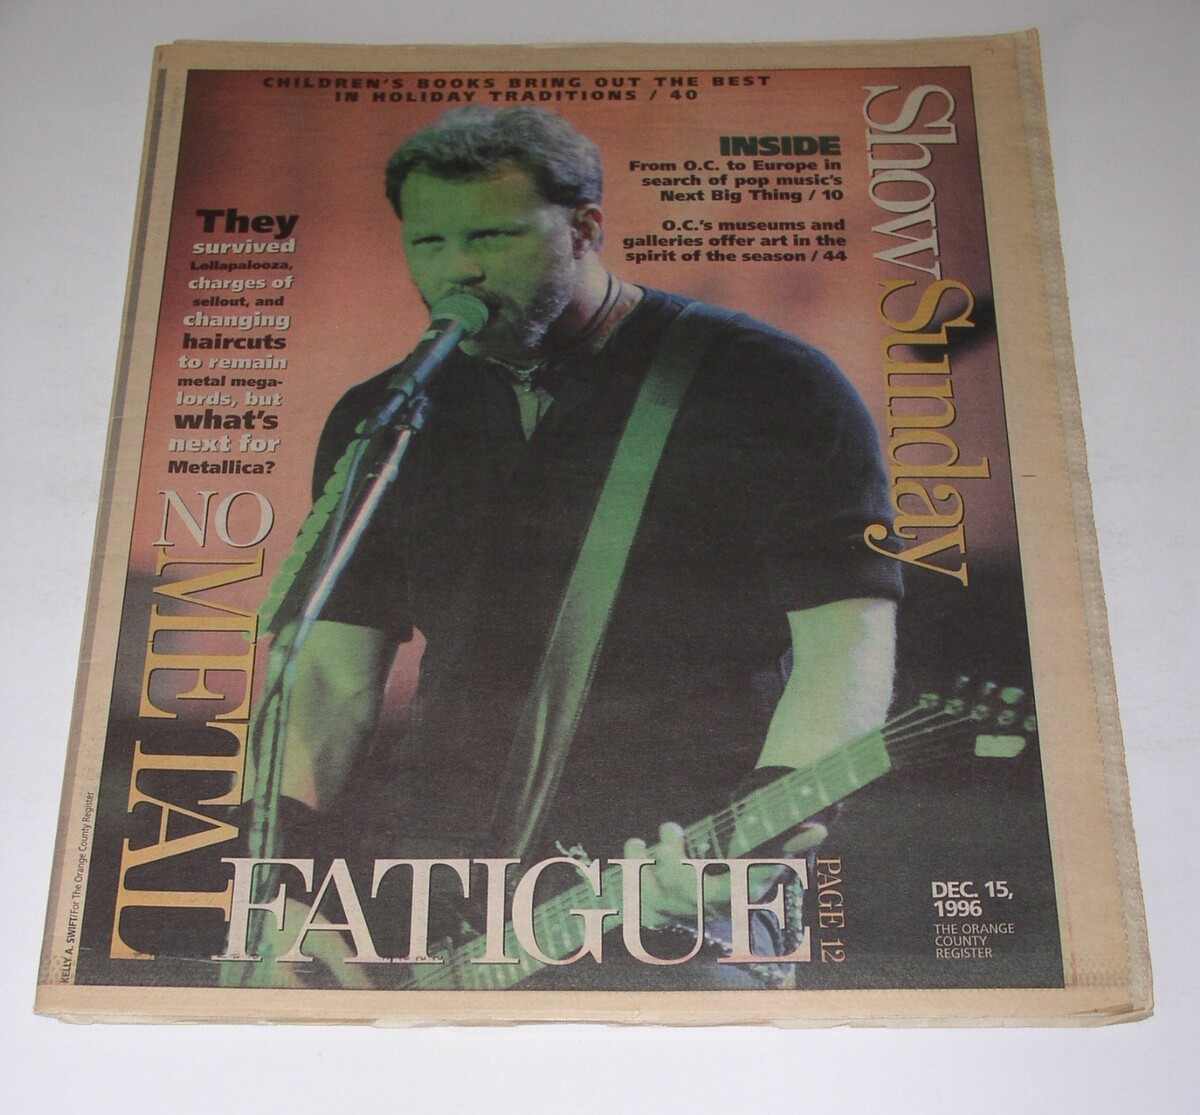 CHILDREN'S BOOKS BRING OUT THE BEST
IN HOLIDAY TRADITIONS / 40
ShowSunday
INSIDE
From O.C. to Europe in
search of pop music's
Next Big Thing / 10
O.C.'s museums and
galleries offer art in the
spirit of the season / 44
They
survived
Lollapalooza,
charges of
sellout, and
changing
haircuts
to remain
metal mega-
lords, but
what's
next for
Metallica?
NO
METAL
FATIGUE
PAGE 12
DEC. 15,
1996
THE ORANGE
COUNTY
REGISTER
KELLY A. SWIFT/For The Orange County Register